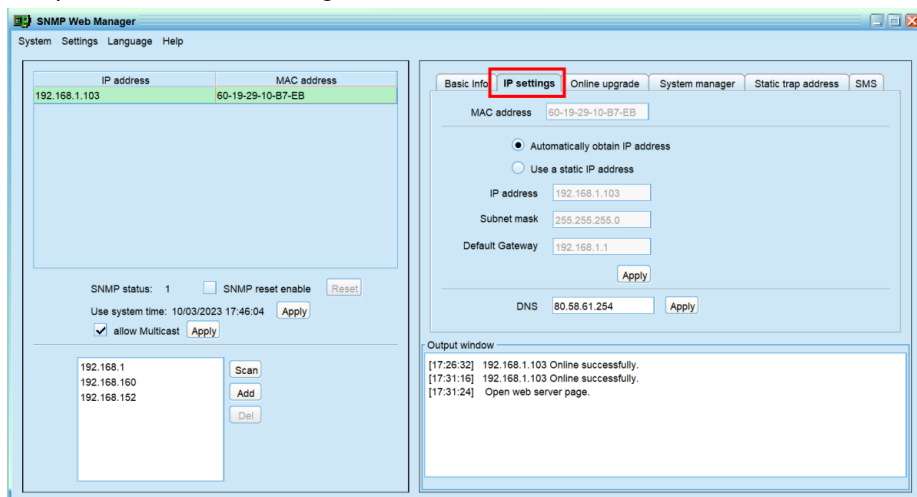 SNMP Web Manager
System Settings Language Help
IP address MAC address
192.168.1.103 60-19-29-10-B7-EB
SNMP status: 1 SNMP reset enable Reset
Use system time: 10/03/2023 17:46:04 Apply
allow Multicast Apply
192.168.1
192.168.160
192.168.152
Scan
Add
Del
Basic Info IP settings Online upgrade System manager Static trap address SMS
MAC address 60-19-29-10-B7-EB
Automatically obtain IP address
Use a static IP address
IP address 192.168.1.103
Subnet mask 255.255.255.0
Default Gateway 192.168.1.1
Apply
DNS 80.58.61.254 Apply
Output window
[17:26:32] 192.168.1.103 Online successfully.
[17:31:16] 192.168.1.103 Online successfully.
[17:31:24] Open web server page.